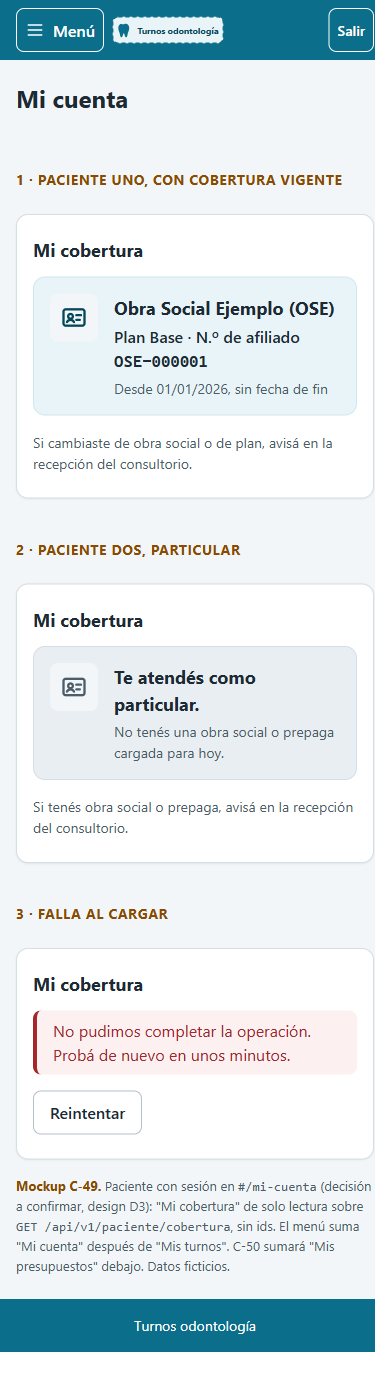 Menú
Turnos odontología
Salir
Mi cuenta
1 · PACIENTE UNO, CON COBERTURA VIGENTE
Mi cobertura
Obra Social Ejemplo (OSE)
Plan Base · N.º de afiliado
OSE-000001
Desde 01/01/2026, sin fecha de fin
Si cambiaste de obra social o de plan, avisá en la
recepción del consultorio.
2 · PACIENTE DOS, PARTICULAR
Mi cobertura
Te atendés como
particular.
No tenés una obra social o prepaga
cargada para hoy.
Si tenés obra social o prepaga, avisá en la recepción
del consultorio.
3 · FALLA AL CARGAR
Mi cobertura
No pudimos completar la operación.
Probá de nuevo en unos minutos.
Reintentar
Mockup C-49. Paciente con sesión en #/mi-cuenta (decisión
a confirmar, design D3): "Mi cobertura" de solo lectura sobre
GET /api/v1/paciente/cobertura, sin ids. El menú suma
"Mi cuenta" después de "Mis turnos". C-50 sumará "Mis
presupuestos" debajo. Datos ficticios.
Turnos odontología